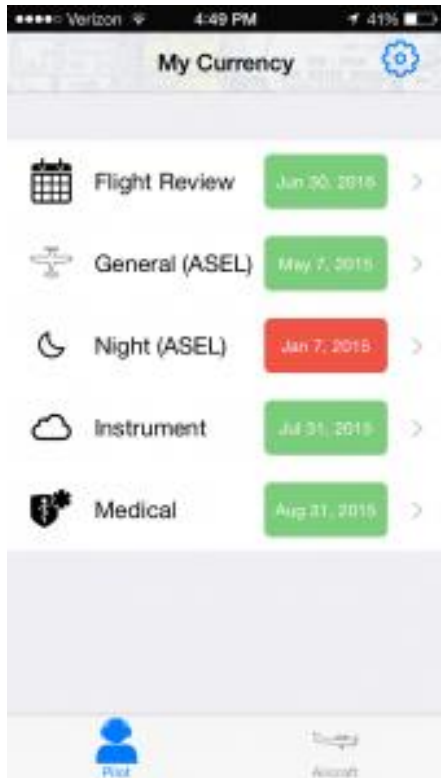 Verizon 4:49 PM 41%
My Currency
Flight Review Jun 30, 2015
General (ASEL) May 7, 2015
Night (ASEL) Jan 7, 2015
Instrument Jul 31, 2015
Medical Aug 31, 2015
Pilot Aircraft